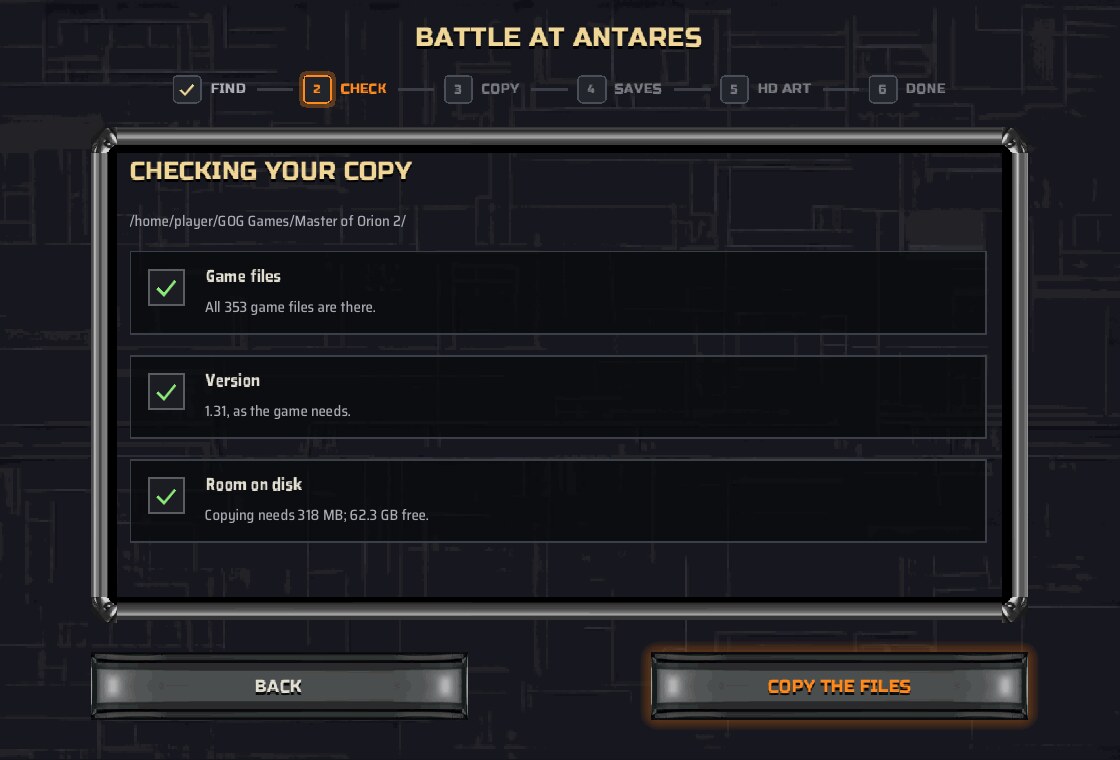 BATTLE AT ANTARES
FIND 2 CHECK 3 COPY 4 SAVES 5 HD ART 6 DONE
CHECKING YOUR COPY
/home/player/GOG Games/Master of Orion 2/
Game files
All 353 game files are there.
Version
1.31, as the game needs.
Room on disk
Copying needs 318 MB; 62.3 GB free.
BACK
COPY THE FILES